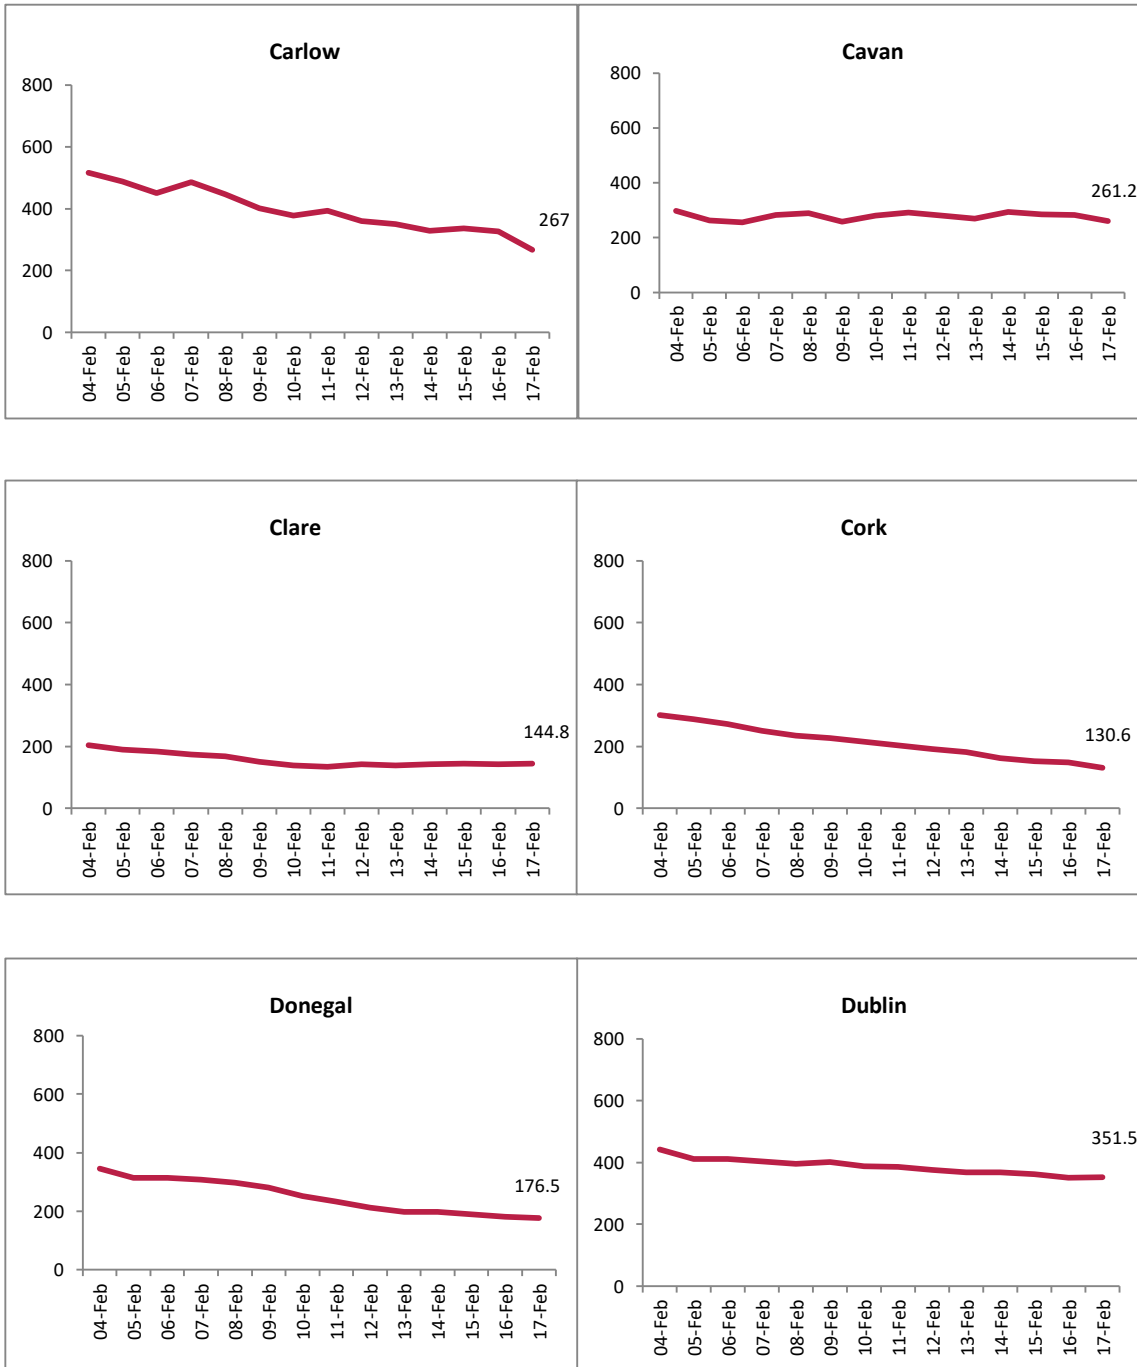 Carlow
800
600
400
200
0
267
04-Feb
05-Feb
06-Feb
07-Feb
08-Feb
09-Feb
10-Feb
11-Feb
12-Feb
13-Feb
14-Feb
15-Feb
16-Feb
17-Feb
Cavan
800
600
400
200
0
261.2
04-Feb
05-Feb
06-Feb
07-Feb
08-Feb
09-Feb
10-Feb
11-Feb
12-Feb
13-Feb
14-Feb
15-Feb
16-Feb
17-Feb
Clare
800
600
400
200
0
144.8
04-Feb
05-Feb
06-Feb
07-Feb
08-Feb
09-Feb
10-Feb
11-Feb
12-Feb
13-Feb
14-Feb
15-Feb
16-Feb
17-Feb
Cork
800
600
400
200
0
130.6
04-Feb
05-Feb
06-Feb
07-Feb
08-Feb
09-Feb
10-Feb
11-Feb
12-Feb
13-Feb
14-Feb
15-Feb
16-Feb
17-Feb
Donegal
800
600
400
200
0
176.5
04-Feb
05-Feb
06-Feb
07-Feb
08-Feb
09-Feb
10-Feb
11-Feb
12-Feb
13-Feb
14-Feb
15-Feb
16-Feb
17-Feb
Dublin
800
600
400
200
0
351.5
04-Feb
05-Feb
06-Feb
07-Feb
08-Feb
09-Feb
10-Feb
11-Feb
12-Feb
13-Feb
14-Feb
15-Feb
16-Feb
17-Feb